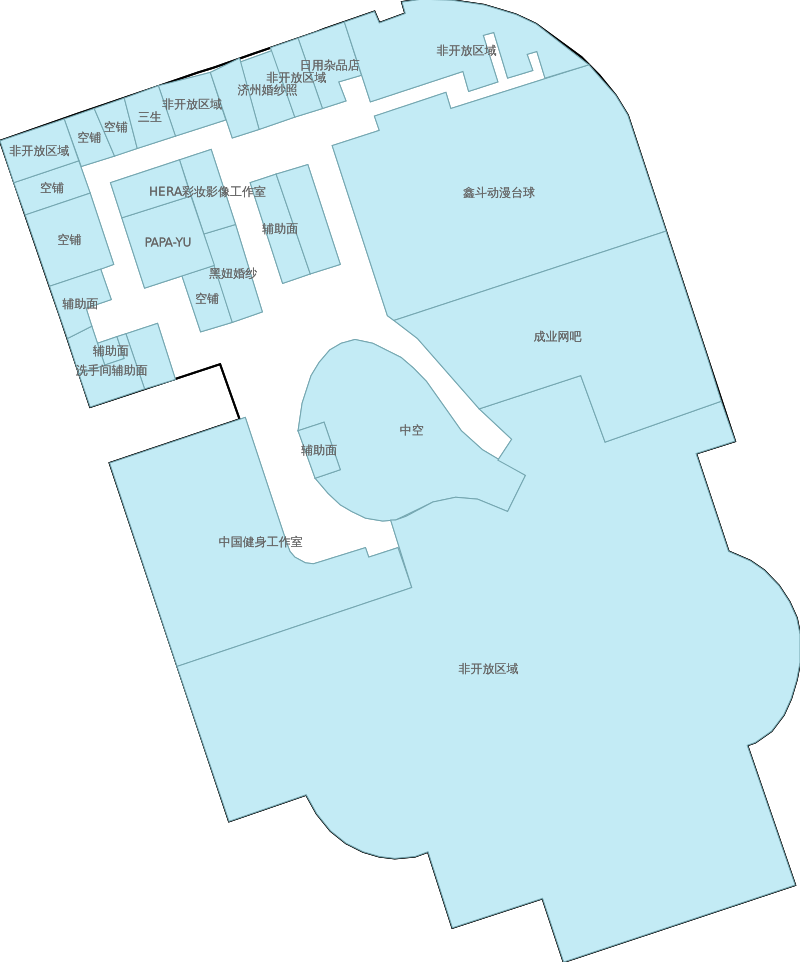 非开放区域
日用杂品店
非开放区域
济州婚纱照
非开放区域
三生
空铺
空铺
非开放区域
空铺
HERA彩妆影像工作室
鑫斗动漫台球
辅助面
空铺
PAPA-YU
黑妞婚纱
空铺
辅助面
成业网吧
辅助面
洗手间辅助面
中空
辅助面
中国健身工作室
非开放区域